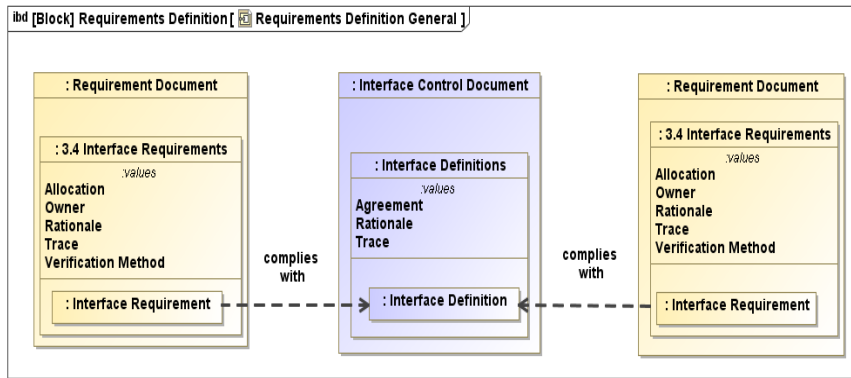 ibd [Block] Requirements Definition [ Requirements Definition General ]
: Requirement Document
: 3.4 Interface Requirements
:values
Allocation
Owner
Rationale
Trace
Verification Method
: Interface Requirement
complies
with
: Interface Control Document
: Interface Definitions
:values
Agreement
Rationale
Trace
: Interface Definition
complies
with
: Requirement Document
: 3.4 Interface Requirements
:values
Allocation
Owner
Rationale
Trace
Verification Method
: Interface Requirement